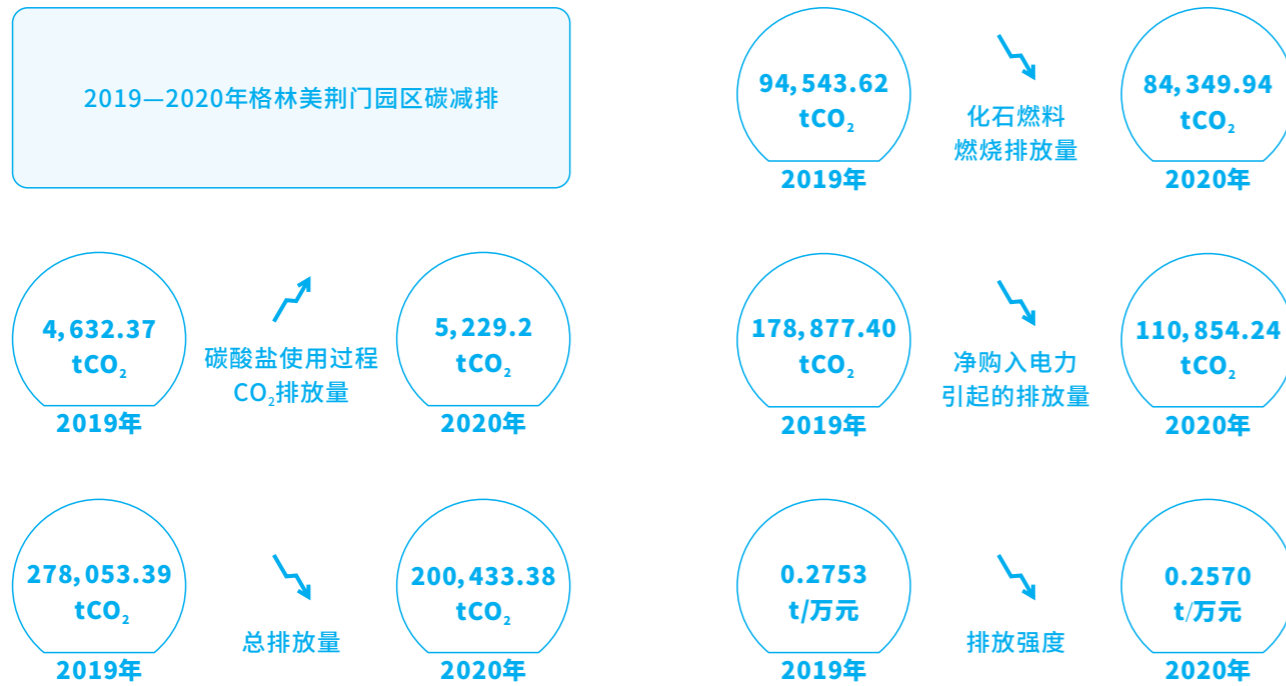 2019—2020年格林美荆门园区碳减排
94,543.62
tCO₂
2019年
化石燃料
燃烧排放量
84,349.94
tCO₂
2020年
4,632.37
tCO₂
2019年
碳酸盐使用过程
CO₂排放量
5,229.2
tCO₂
2020年
178,877.40
tCO₂
2019年
净购入电力
引起的排放量
110,854.24
tCO₂
2020年
278,053.39
tCO₂
2019年
总排放量
200,433.38
tCO₂
2020年
0.2753
t/万元
2019年
排放强度
0.2570
t/万元
2020年